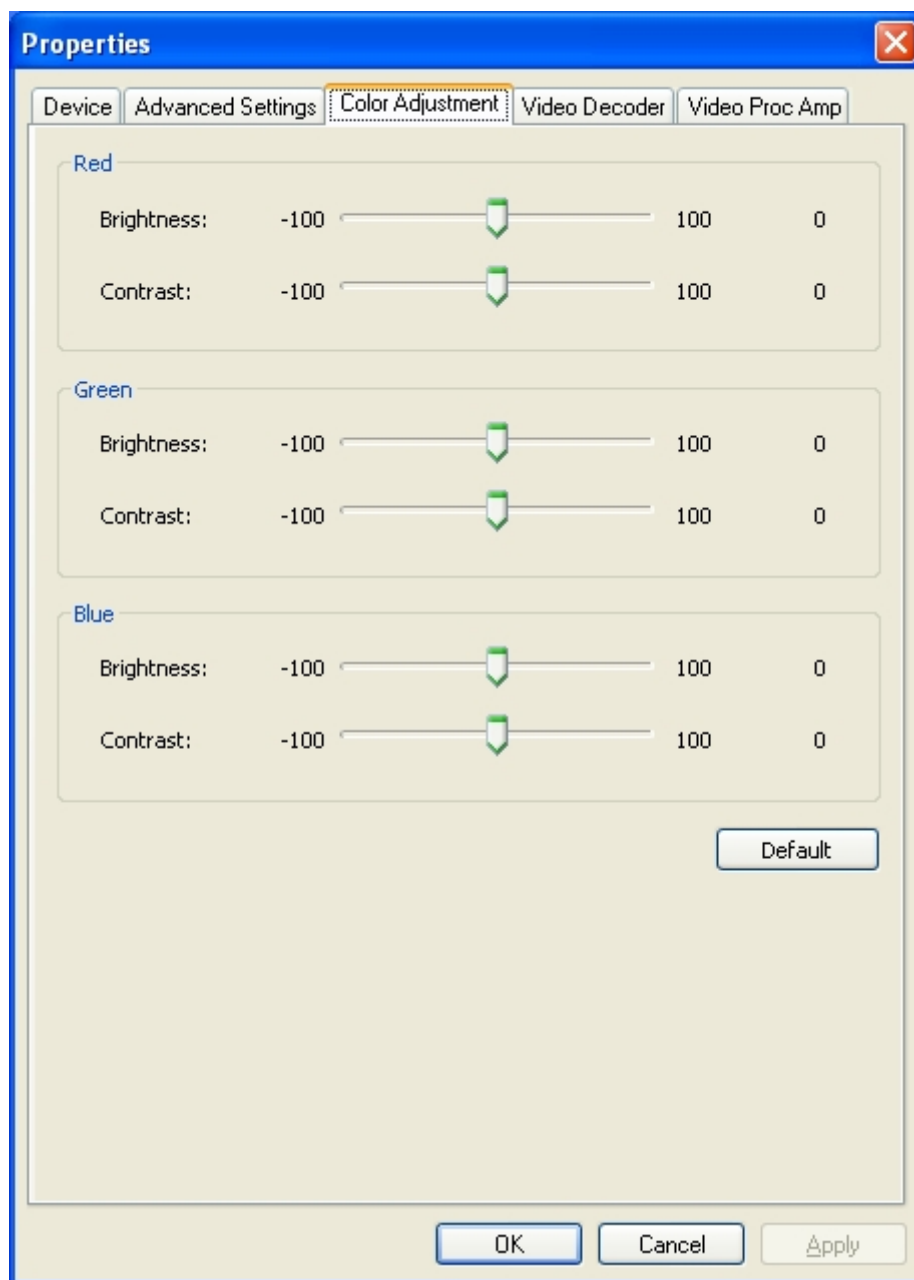 Properties
Device Advanced Settings Color Adjustment Video Decoder Video Proc Amp
Red
Brightness: -100 100 0
Contrast: -100 100 0
Green
Brightness: -100 100 0
Contrast: -100 100 0
Blue
Brightness: -100 100 0
Contrast: -100 100 0
Default
OK Cancel Apply